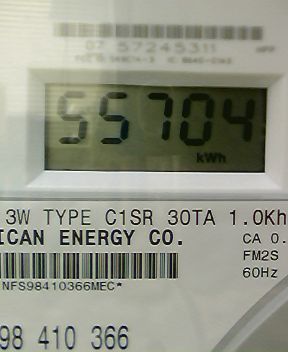 07 57245311
55704
kWh
3W TYPE C1SR 30TA 1.0Kh
ICAN ENERGY CO.
CA 0.
FM2S
60Hz
NFS98410366MEC*
98 410 366